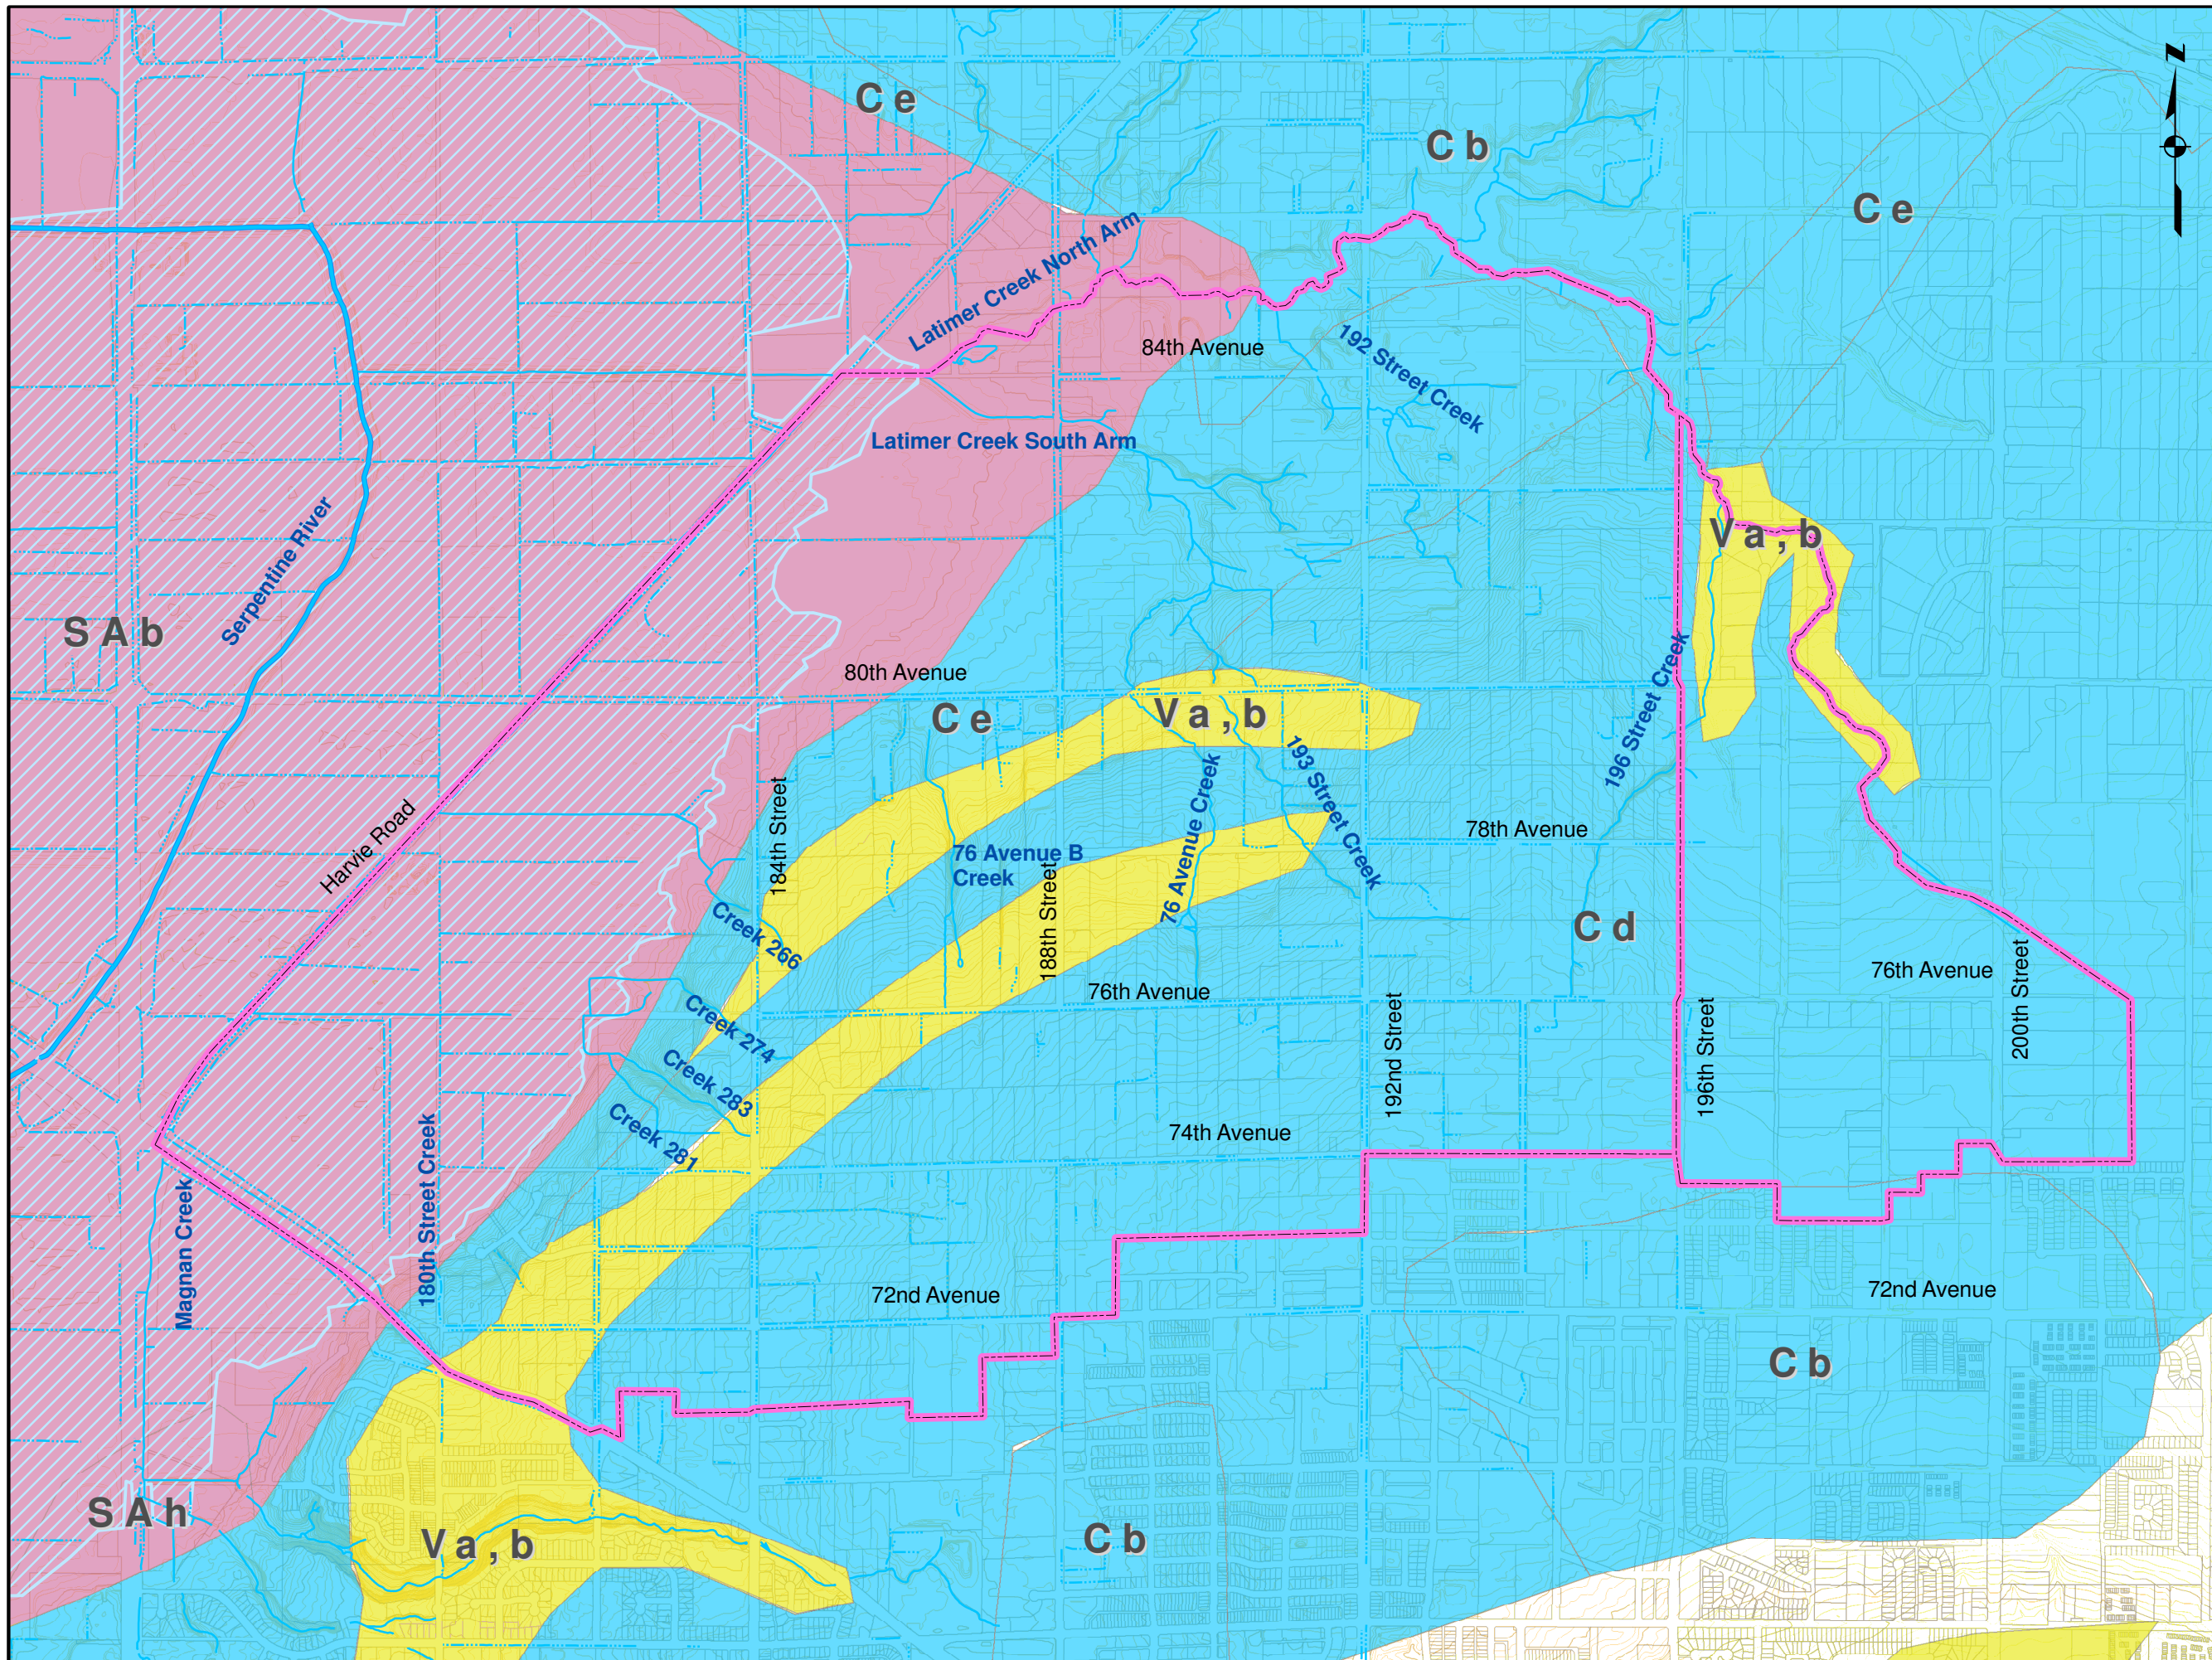 N
C e
C b
C e
Latimer Creek North Arm
84th Avenue
192 Street Creek
Latimer Creek South Arm
V a , b
Serpentine River
S A b
80th Avenue
196 Street Creek
C e
V a , b
193 Street Creek
76 Avenue Creek
184th Street
Harvie Road
78th Avenue
76 Avenue B
Creek
188th Street
C d
Creek 266
76th Avenue
76th Avenue
200th Street
192nd Street
196th Street
Creek 274
Creek 283
Creek 281
74th Avenue
180th Street Creek
Magnan Creek
72nd Avenue
72nd Avenue
C b
S A h
V a , b
C b